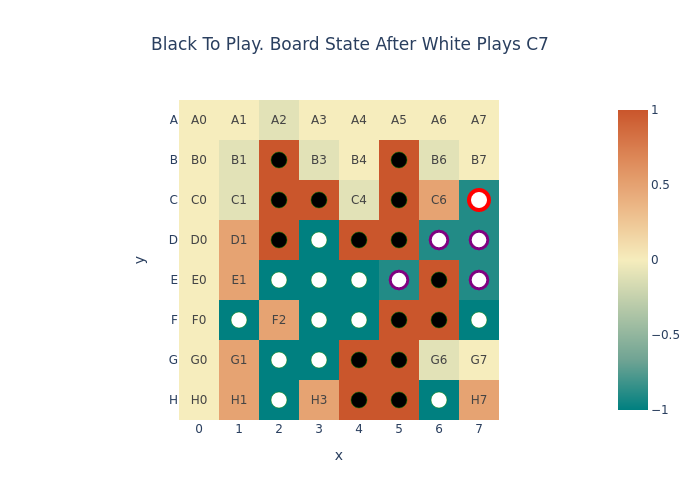 Black To Play. Board State After White Plays C7
A A0 A1 A2 A3 A4 A5 A6 A7
B B0 B1 B3 B4 B6 B7
C C0 C1 C4 C6
D D0 D1
E E0 E1
F F0 F2
G G0 G1 G6 G7
H H0 H1 H3 H7
0 1 2 3 4 5 6 7
x
y
1
0.5
0
−0.5
−1